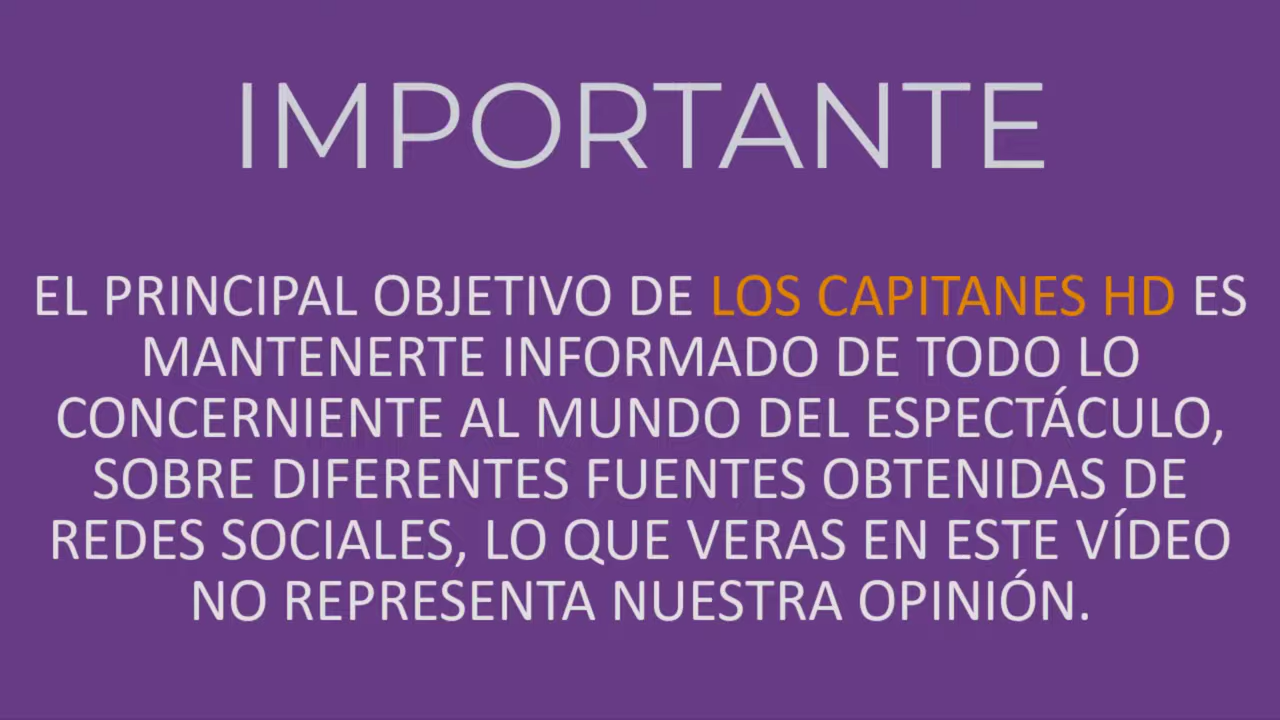 IMPORTANTE
EL PRINCIPAL OBJETIVO DE LOS CAPITANES HD ES
MANTENERTE INFORMADO DE TODO LO
CONCERNIENTE AL MUNDO DEL ESPECTÁCULO,
SOBRE DIFERENTES FUENTES OBTENIDAS DE
REDES SOCIALES, LO QUE VERAS EN ESTE VÍDEO
NO REPRESENTA NUESTRA OPINIÓN.